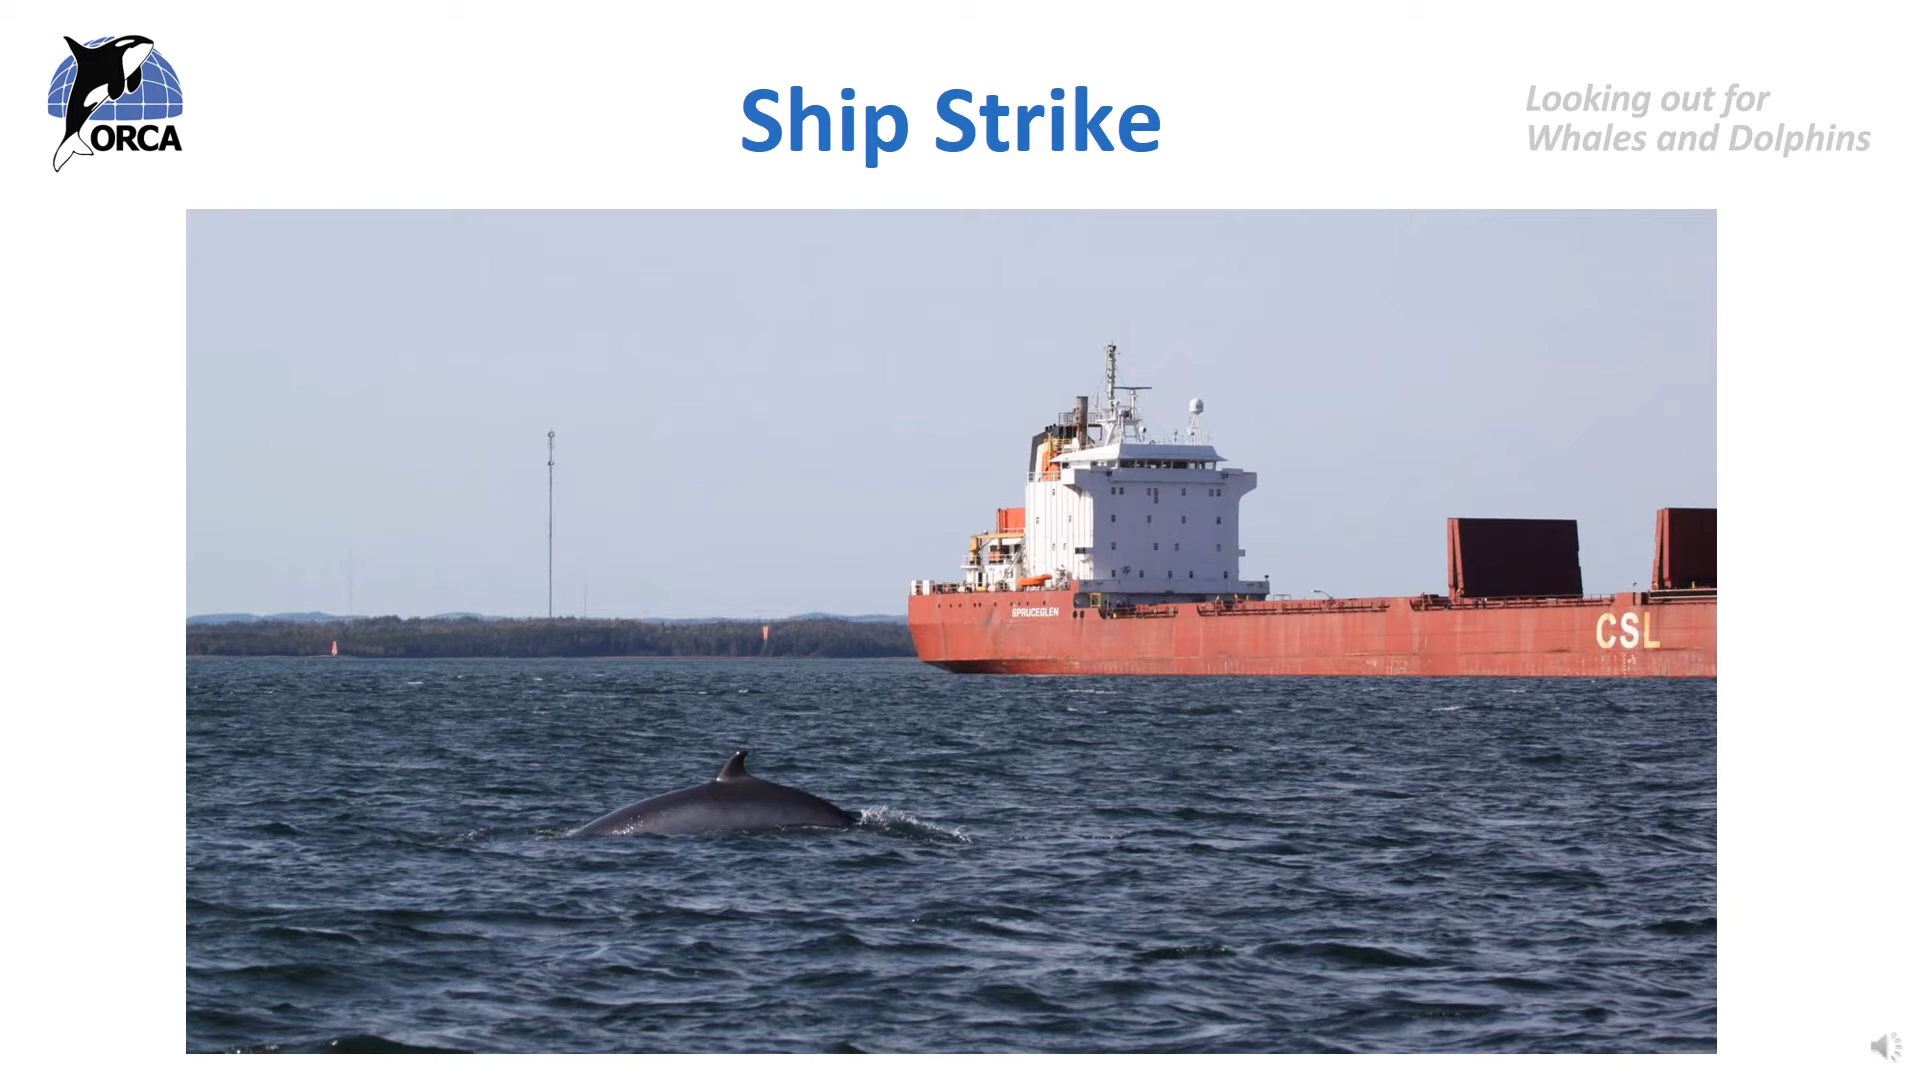 ORCA
Ship Strike
Looking out for
Whales and Dolphins
SPRUCEGLEN
CSL